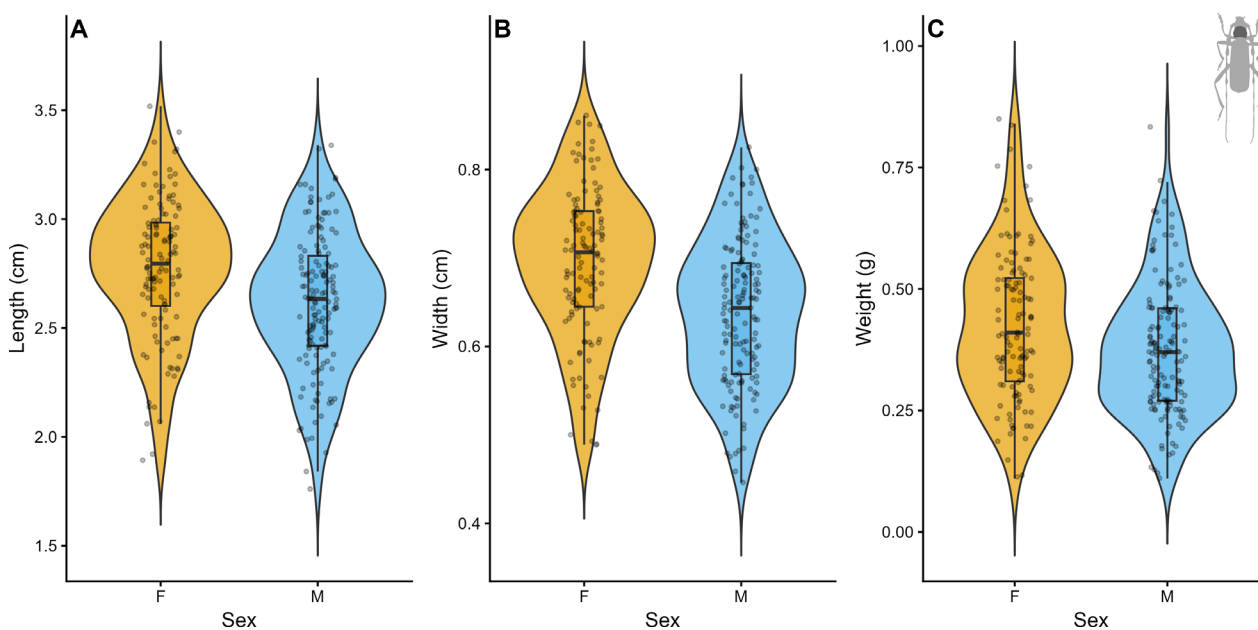 A
Length (cm)
3.5
3.0
2.5
2.0
1.5
F
M
Sex
B
Width (cm)
0.8
0.6
0.4
F
M
Sex
C
Weight (g)
1.00
0.75
0.50
0.25
0.00
F
M
Sex